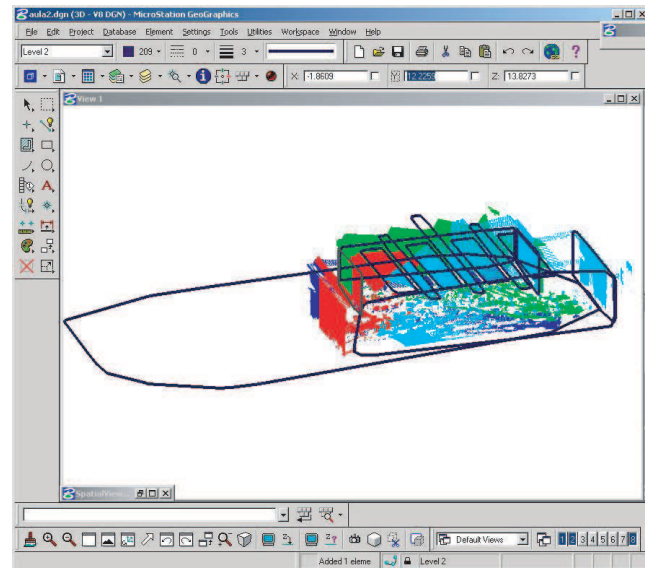 aula2.dgn (3D - V8 DGN) - MicroStation GeoGraphics
File Edit Project Database Element Settings Tools Utilities Workspace Window Help
Level 2 209 0 3
X: -1.8609 Y: 12.2259 Z: 13.8273
View 1
Default Views 1 2 3 4 5 6 7 8
Added 1 eleme Level 2